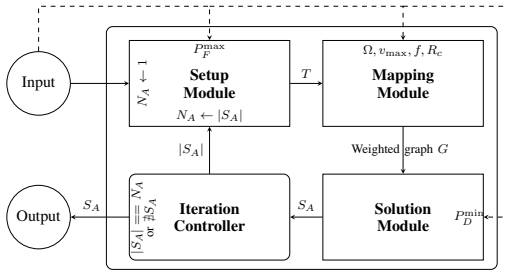 Input
N_A ← 1
P_F^max
Setup
Module
N_A ← |S_A|
T
Ω, v_max, f, R_c
Mapping
Module
|S_A|
Weighted graph G
Output
S_A
|S_A| == N_A
or ∄S_A
Iteration
Controller
S_A
Solution
Module
P_D^min